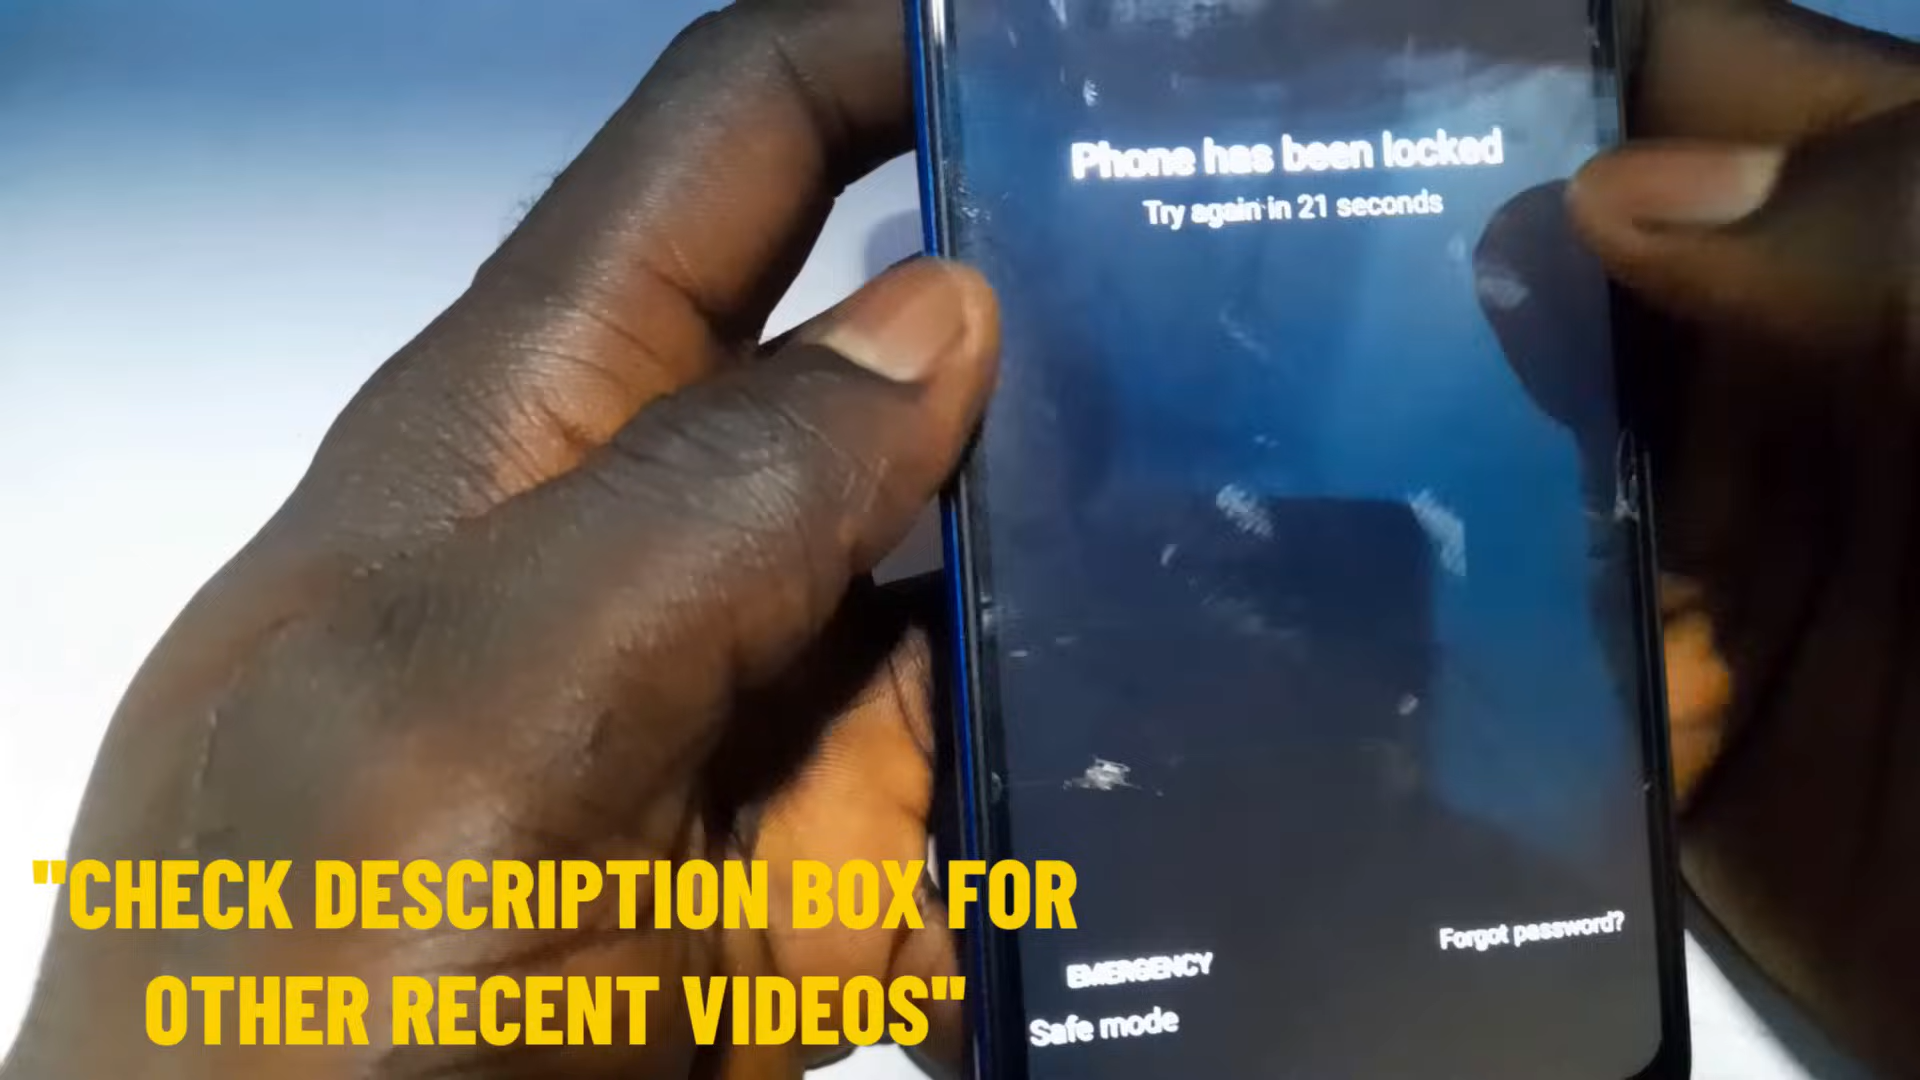 Phone has been locked
Try again in 21 seconds
Forgot password?
EMERGENCY
Safe mode
"CHECK DESCRIPTION BOX FOR
OTHER RECENT VIDEOS"